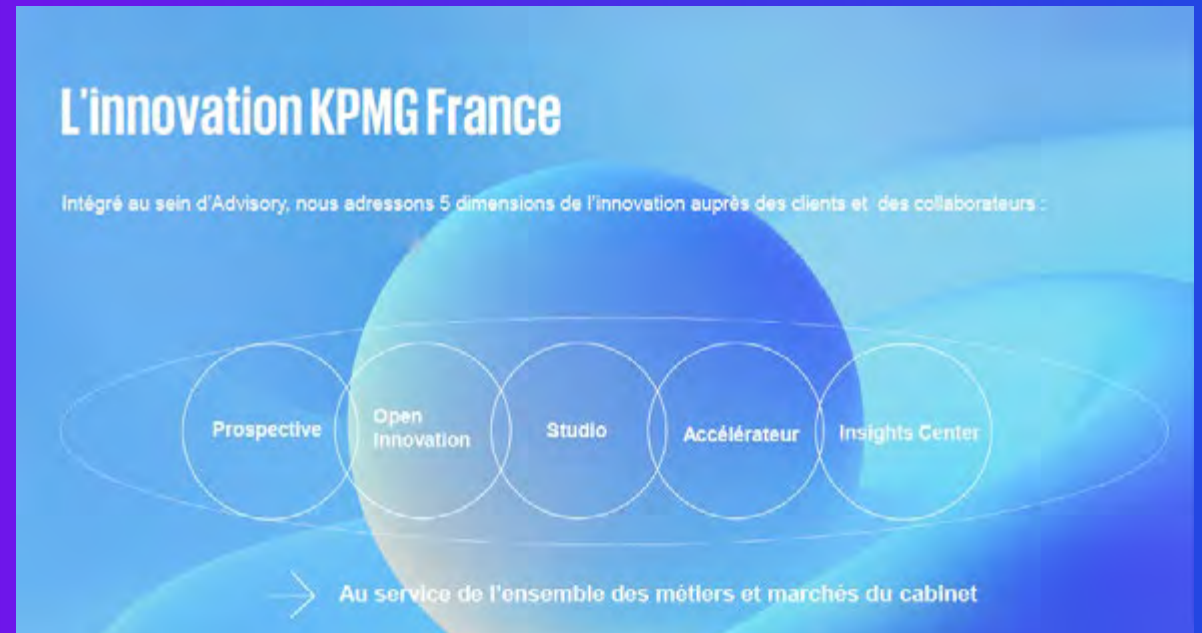 L'innovation KPMG France
Intégré au sein d'Advisory, nous adressons 5 dimensions de l'innovation auprès des clients et des collaborateurs :
Prospective
Open
Innovation
Studio
Accélérateur
Insights Center
Au service de l'ensemble des métiers et marchés du cabinet